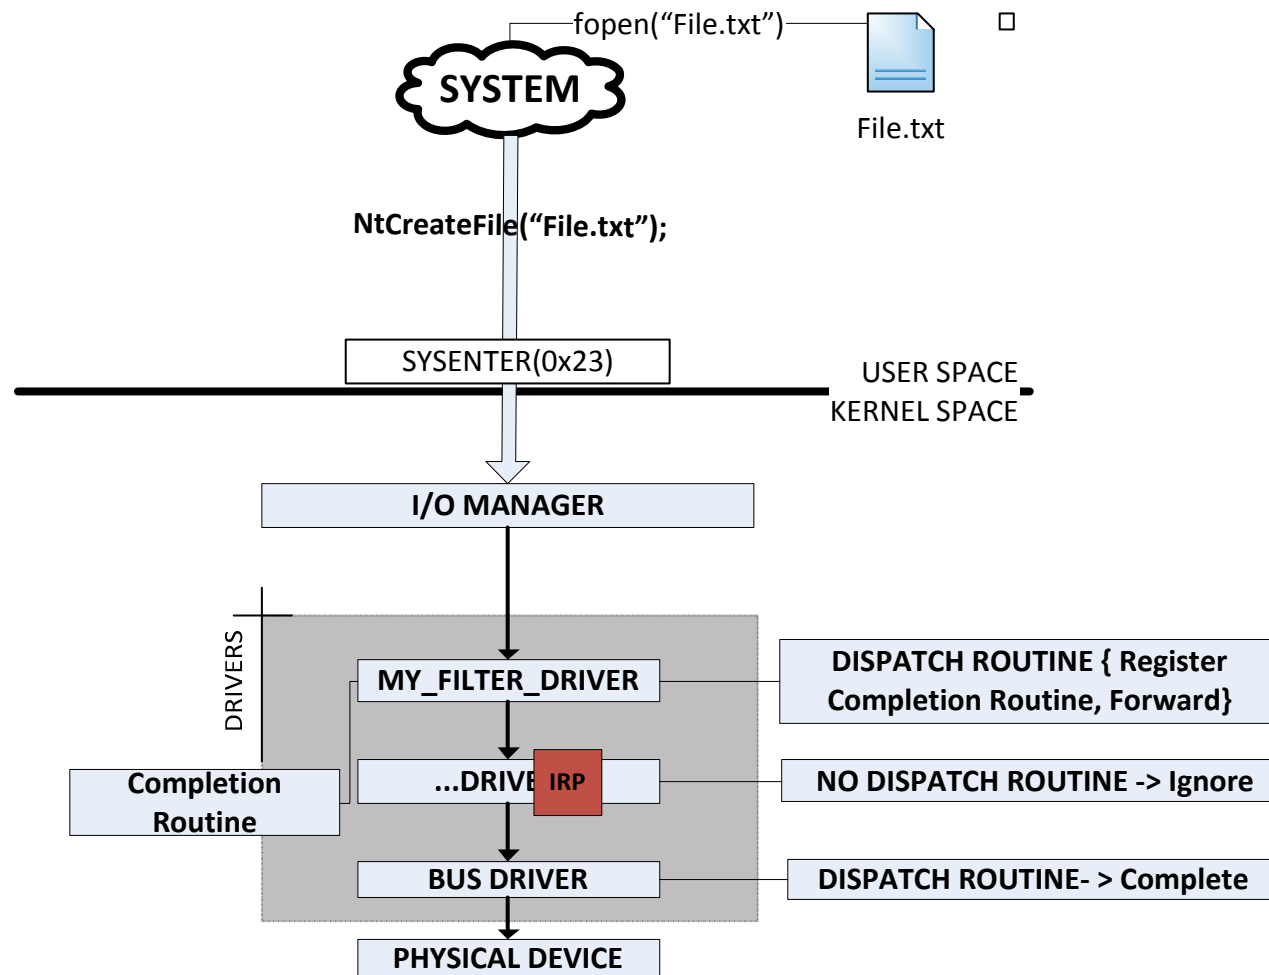 fopen(“File.txt”)
SYSTEM
File.txt
NtCreateFile(“File.txt”);
SYSENTER(0x23)
USER SPACE
KERNEL SPACE
I/O MANAGER
DRIVERS
MY_FILTER_DRIVER
DISPATCH ROUTINE { Register
Completion Routine, Forward}
Completion
Routine
...DRIVE
IRP
NO DISPATCH ROUTINE -> Ignore
BUS DRIVER
DISPATCH ROUTINE- > Complete
PHYSICAL DEVICE